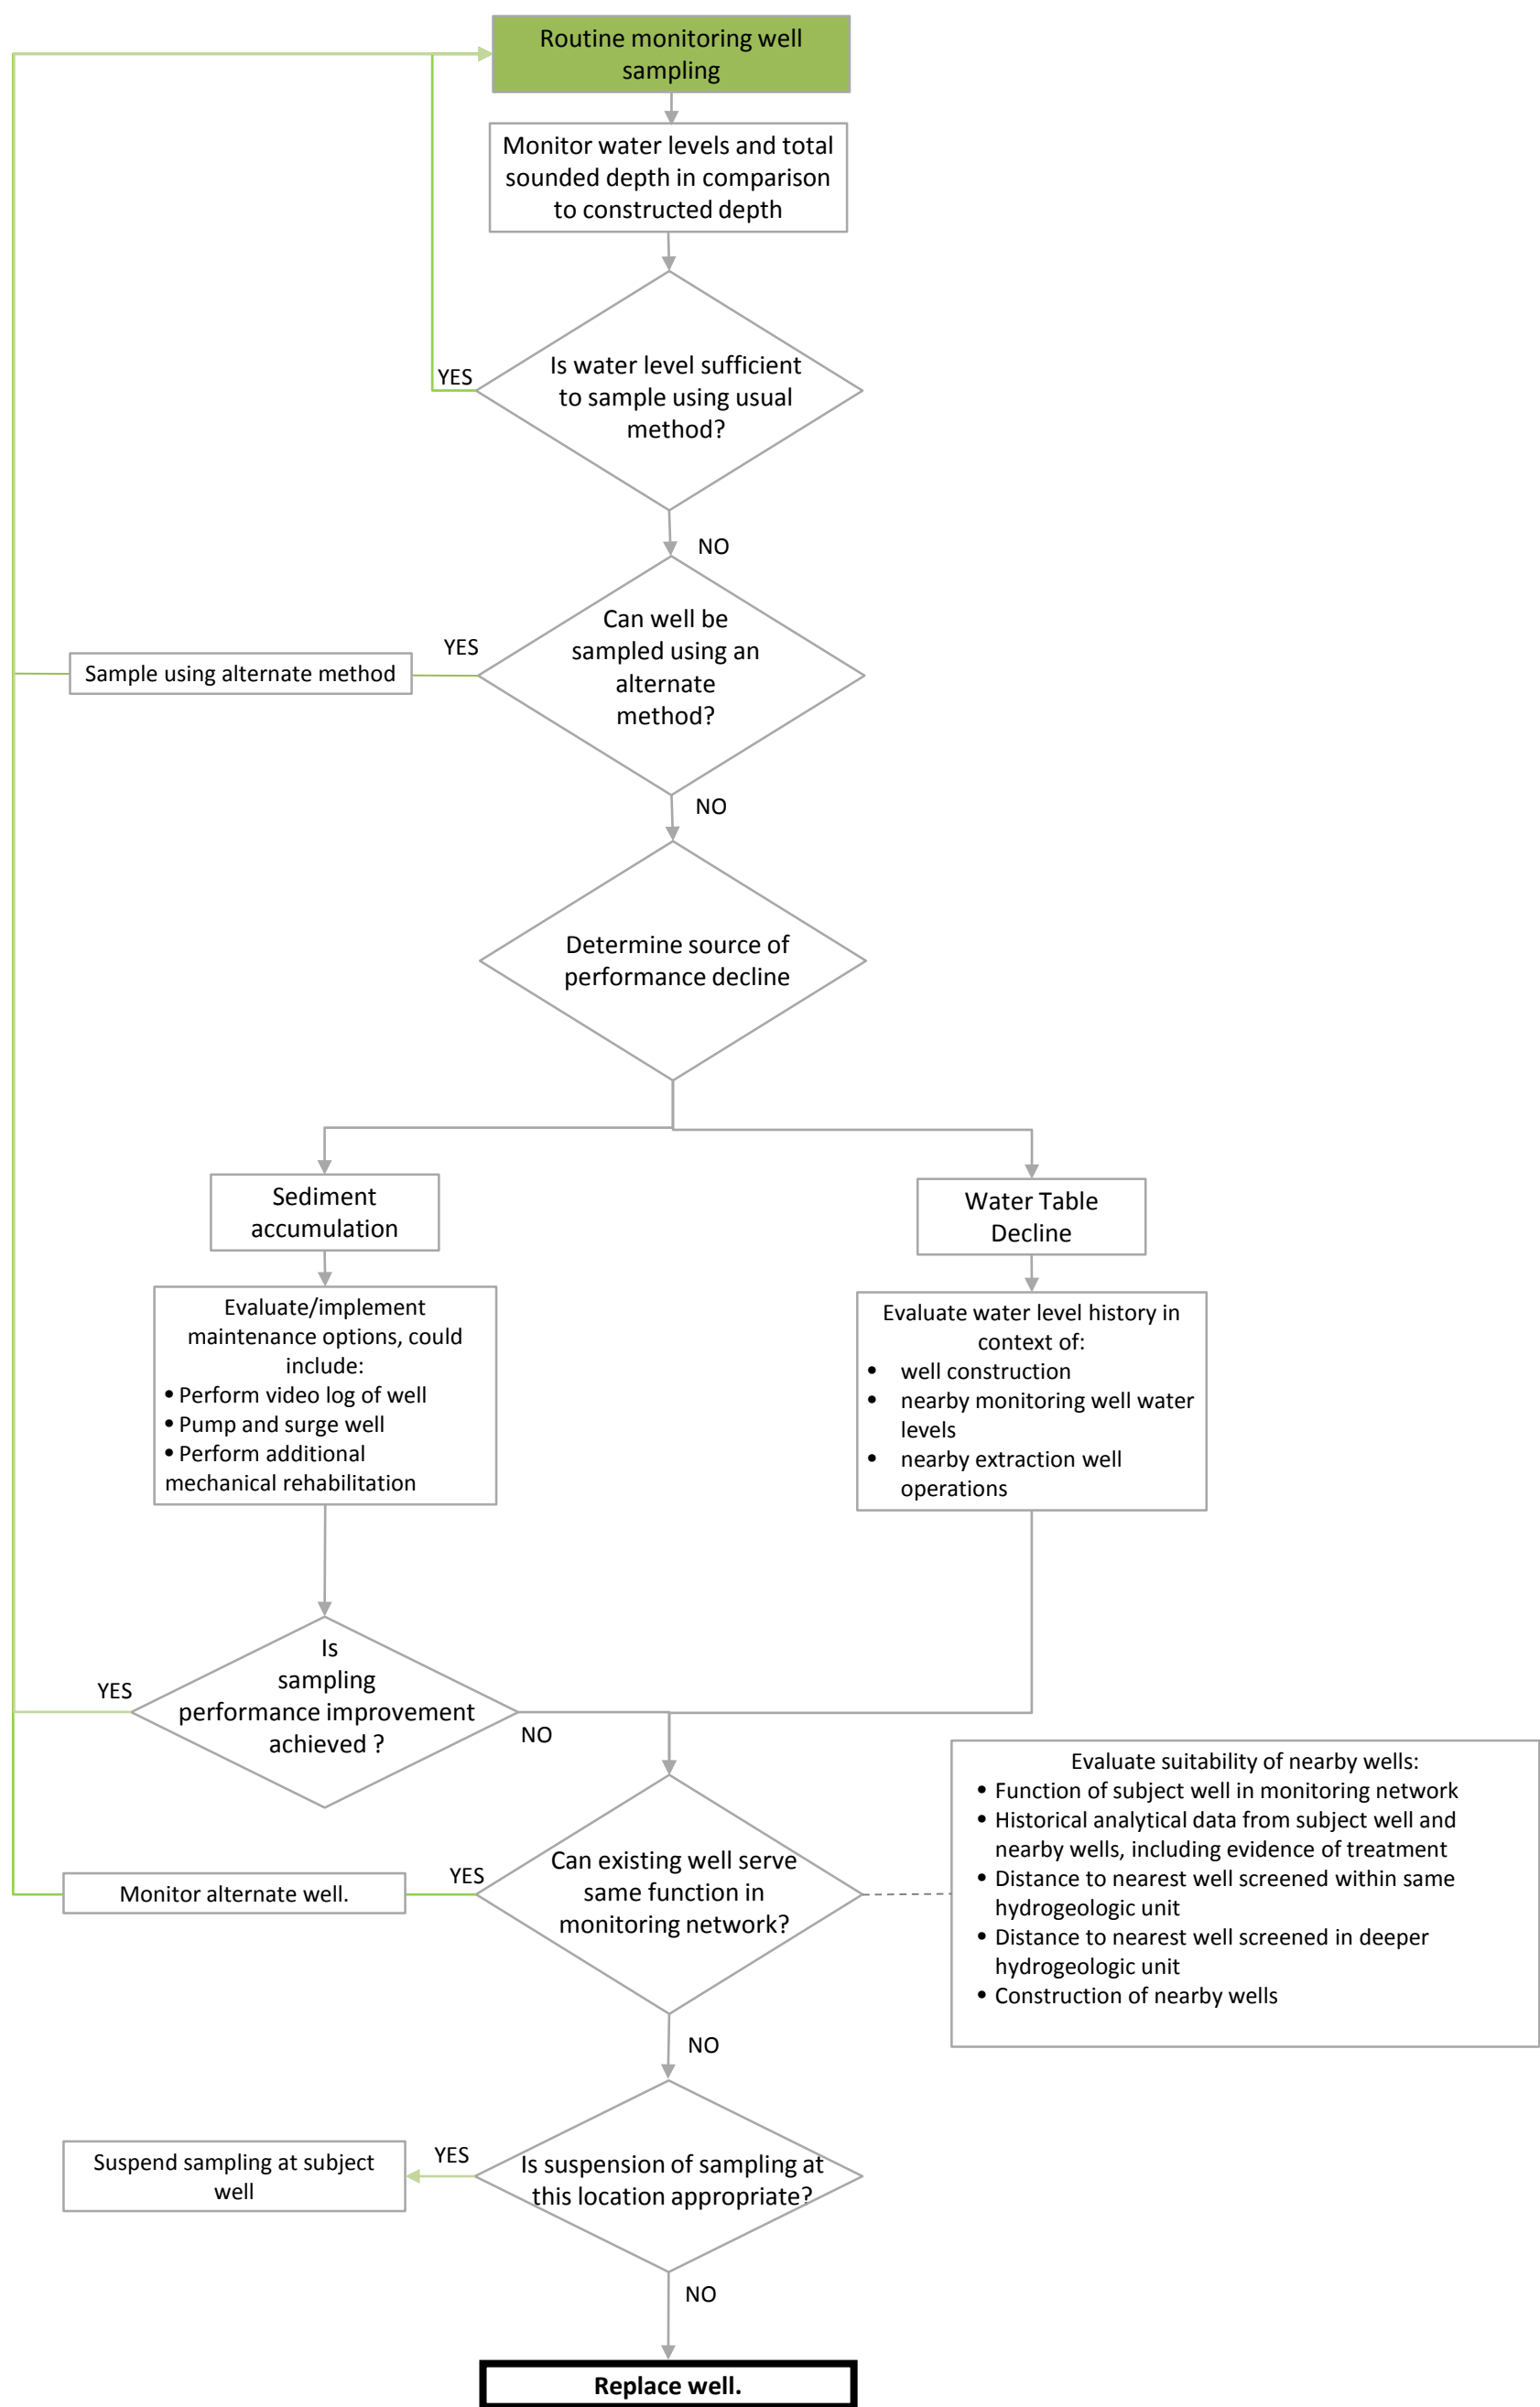 Routine monitoring well
sampling
Monitor water levels and total
sounded depth in comparison
to constructed depth
Is water level sufficient
to sample using usual
method?
YES
NO
Can well be
sampled using an
alternate
method?
YES
Sample using alternate method
NO
Determine source of
performance decline
Sediment
accumulation
Water Table
Decline
Evaluate/implement
maintenance options, could
include:
• Perform video log of well
• Pump and surge well
• Perform additional
mechanical rehabilitation
Evaluate water level history in
context of:
• well construction
• nearby monitoring well water
levels
• nearby extraction well
operations
Is
sampling
performance improvement
achieved ?
YES
NO
Evaluate suitability of nearby wells:
• Function of subject well in monitoring network
• Historical analytical data from subject well and
nearby wells, including evidence of treatment
• Distance to nearest well screened within same
hydrogeologic unit
• Distance to nearest well screened in deeper
hydrogeologic unit
• Construction of nearby wells
Can existing well serve
same function in
monitoring network?
YES
Monitor alternate well.
NO
Is suspension of sampling at
this location appropriate?
YES
Suspend sampling at subject
well
NO
Replace well.